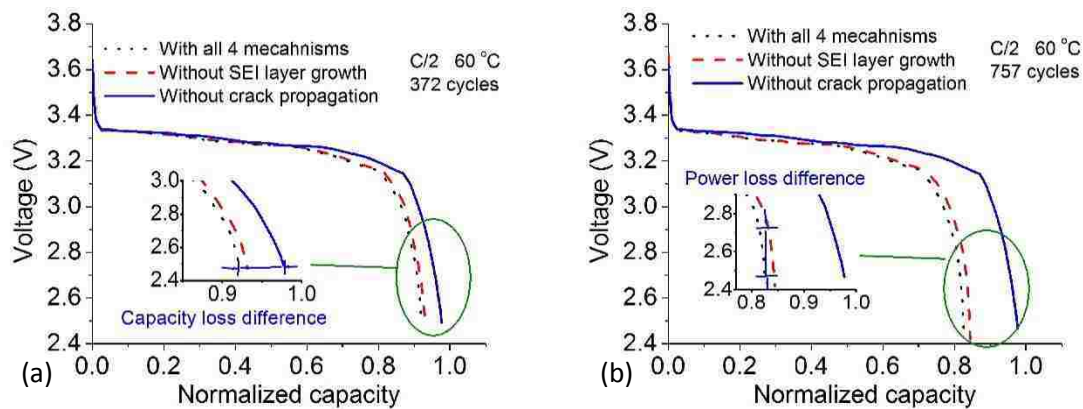 With all 4 mecahnisms
Without SEI layer growth
Without crack propagation
C/2 60 °C
372 cycles
Voltage (V)
3.8
3.6
3.4
3.2
3.0
2.8
2.6
2.4
3.0
2.9
2.8
2.7
2.6
2.5
2.4
0.9 1.0
Capacity loss difference
0.0 0.2 0.4 0.6 0.8 1.0
Normalized capacity
(a)
With all 4 mecahnisms
Without SEI layer growth
Without crack propagation
C/2 60 °C
757 cycles
Voltage (V)
3.8
3.6
3.4
3.2
3.0
2.8
2.6
2.4
Power loss difference
2.8
2.6
2.4
0.8 0.9 1.0
0.0 0.2 0.4 0.6 0.8 1.0
Normalized capacity
(b)